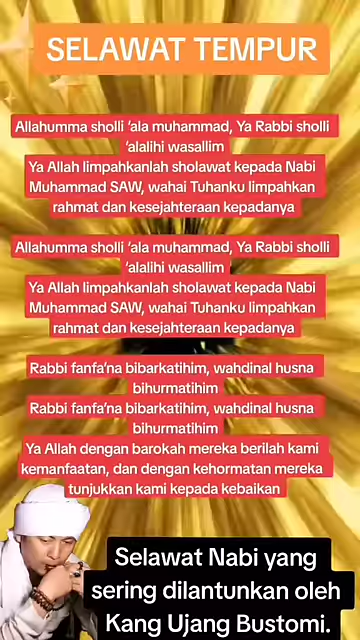 SELAWAT TEMPUR
Allahumma sholli 'ala muhammad, Ya Rabbi sholli
'alalihi wasallim
Ya Allah limpahkanlah sholawat kepada Nabi
Muhammad SAW, wahai Tuhanku limpahkan
rahmat dan kesejahteraan kepadanya
Allahumma sholli 'ala muhammad, Ya Rabbi sholli
'alalihi wasallim
Ya Allah limpahkanlah sholawat kepada Nabi
Muhammad SAW, wahai Tuhanku limpahkan
rahmat dan kesejahteraan kepadanya
Rabbi fanfa'na bibarkatihim, wahdinal husna
bihurmatihim
Rabbi fanfa'na bibarkatihim, wahdinal husna
bihurmatihim
Ya Allah dengan barokah mereka berilah kami
kemanfaatan, dan dengan kehormatan mereka
tunjukkan kami kepada kebaikan
Selawat Nabi yang
sering dilantunkan oleh
Kang Ujang Bustomi.